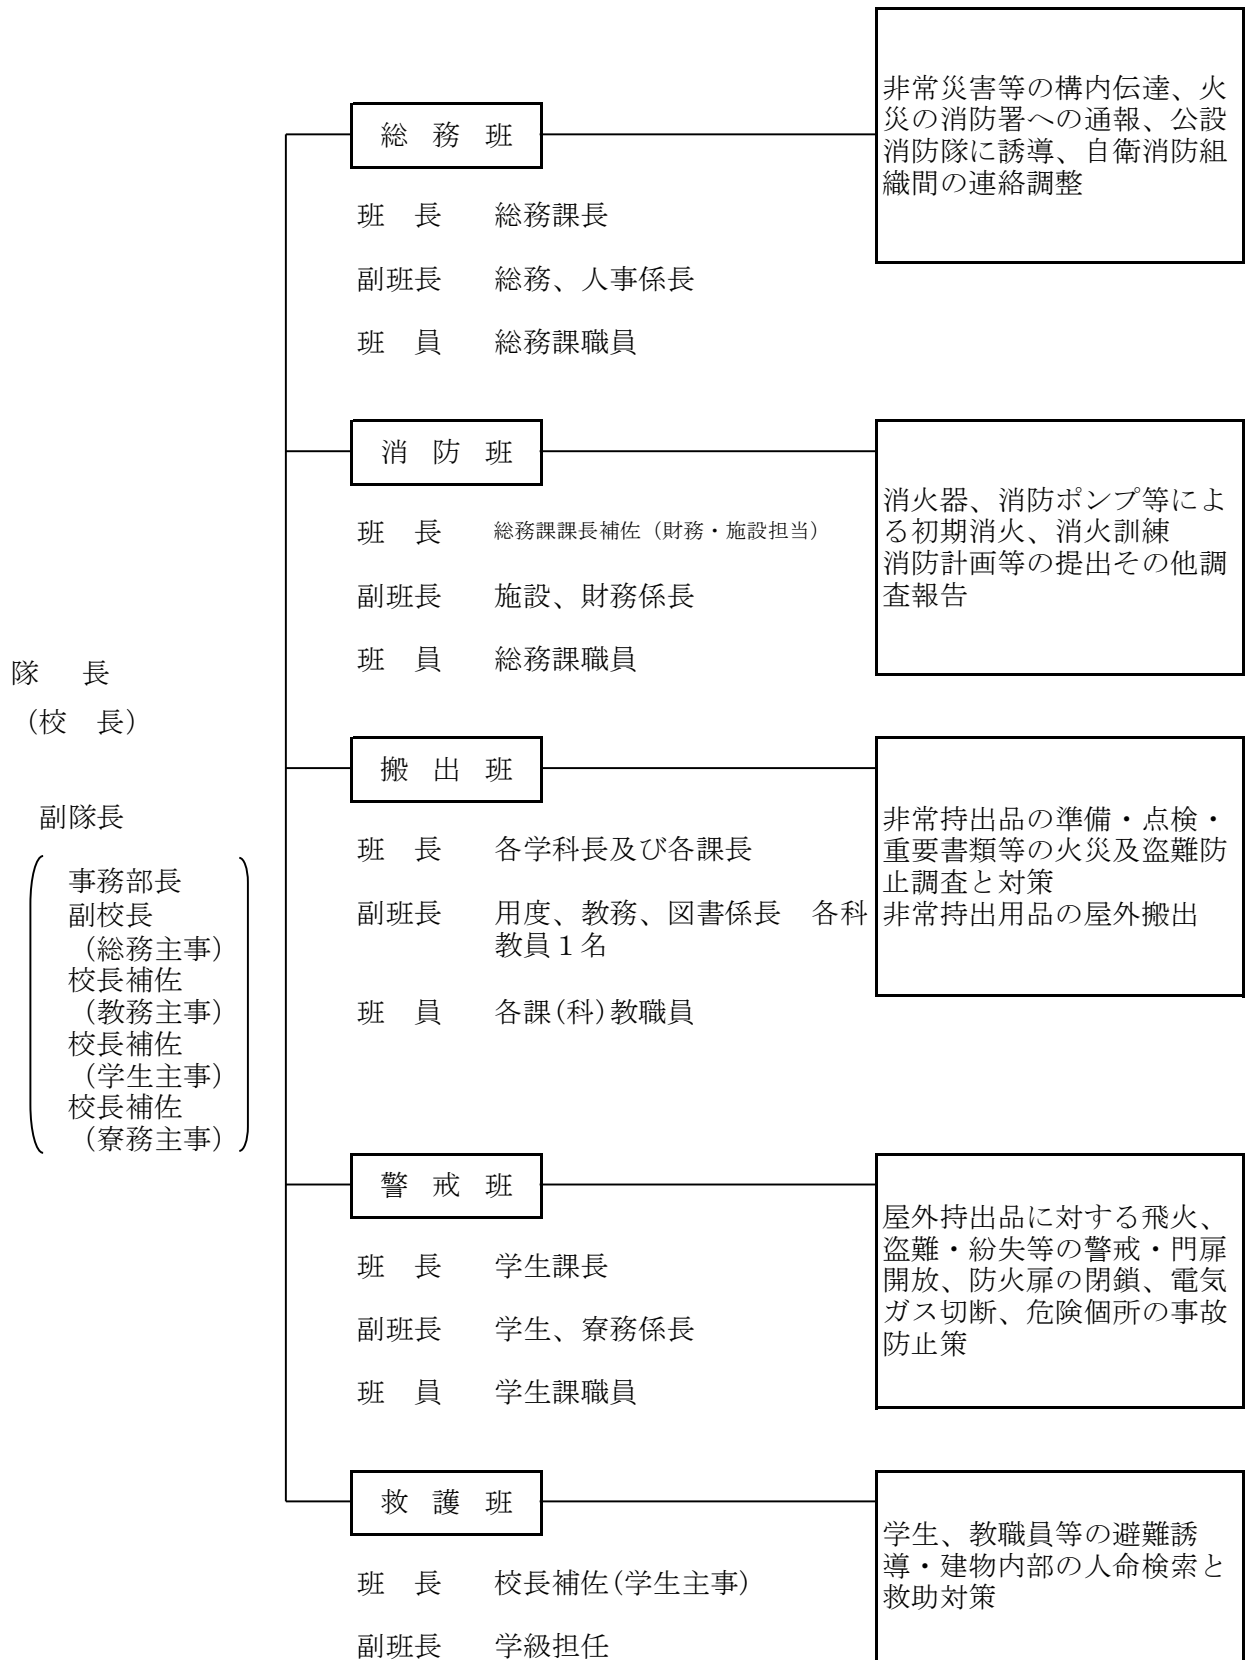 隊　長
（校　長）
副隊長
事務部長
副校長
（総務主事）
校長補佐
（教務主事）
校長補佐
（学生主事）
校長補佐
（寮務主事）
総　務　班
班　長　総務課長
副班長　総務、人事係長
班　員　総務課職員
非常災害等の構内伝達、火
災の消防署への通報、公設
消防隊に誘導、自衛消防組
織間の連絡調整
消　防　班
班　長　総務課課長補佐（財務・施設担当）
副班長　施設、財務係長
班　員　総務課職員
消火器、消防ポンプ等によ
る初期消火、消火訓練
消防計画等の提出その他調
査報告
搬　出　班
班　長　各学科長及び各課長
副班長　用度、教務、図書係長　各科
教員１名
班　員　各課(科)教職員
非常持出品の準備・点検・
重要書類等の火災及盗難防
止調査と対策
非常持出用品の屋外搬出
警　戒　班
班　長　学生課長
副班長　学生、寮務係長
班　員　学生課職員
屋外持出品に対する飛火、
盗難・紛失等の警戒・門扉
開放、防火扉の閉鎖、電気
ガス切断、危険個所の事故
防止策
救　護　班
班　長　校長補佐(学生主事)
副班長　学級担任
学生、教職員等の避難誘
導・建物内部の人命検索と
救助対策